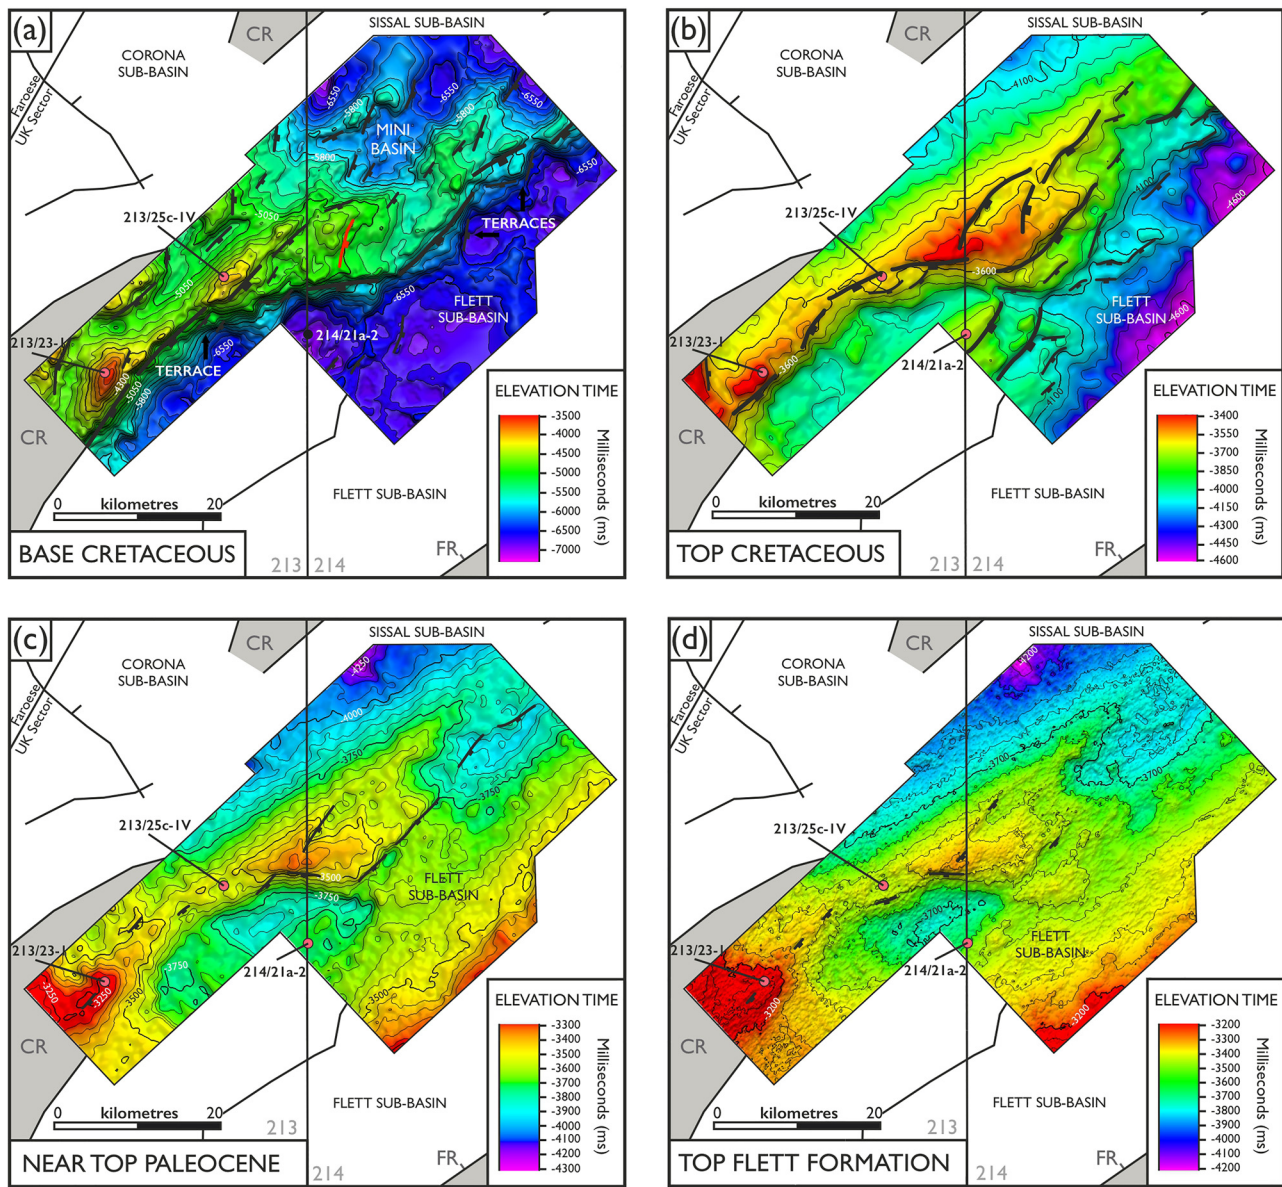 (a)
SISSAL SUB-BASIN
CR
CORONA
SUB-BASIN
Faroese
UK Sector
-6550
-5800
-6550
-6550
-5800
MINI
BASIN
-5800
-6550
213/25c-1V
-5050
TERRACES
-5050
-6550
FLETT
SUB-BASIN
213/23-1
214/21a-2
-6550
TERRACE
-4300
-5050
-5800
CR
ELEVATION TIME
-3500
-4000
-4500
-5000
-5500
-6000
-6500
-7000
Milliseconds (ms)
0 kilometres 20
FLETT SUB-BASIN
BASE CRETACEOUS
213 214
FR
(b)
SISSAL SUB-BASIN
CR
CORONA
SUB-BASIN
Faroese
UK Sector
-4100
-4100
-4600
213/25c-1V
-3600
FLETT
SUB-BASIN
-4600
213/23-1
214/21a-2
-3600
-4100
CR
ELEVATION TIME
-3400
-3550
-3700
-3850
-4000
-4150
-4300
-4450
-4600
Milliseconds (ms)
0 kilometres 20
FLETT SUB-BASIN
TOP CRETACEOUS
213 214
FR
(c)
SISSAL SUB-BASIN
CR
CORONA
SUB-BASIN
Faroese
UK Sector
-4250
-4000
-3750
-3750
213/25c-1V
-3500
-3750
FLETT
SUB-BASIN
213/23-1
214/21a-2
-3750
-3250
-3250
-3500
-3500
CR
ELEVATION TIME
-3300
-3400
-3500
-3600
-3700
-3800
-3900
-4000
-4100
-4200
-4300
Milliseconds (ms)
0 kilometres 20
FLETT SUB-BASIN
213
NEAR TOP PALEOCENE
214
FR
(d)
SISSAL SUB-BASIN
CR
CORONA
SUB-BASIN
Faroese
UK Sector
-4200
-3700
-3700
213/25c-1V
-3700
FLETT
SUB-BASIN
213/23-1
214/21a-2
-3200
-3200
CR
ELEVATION TIME
-3200
-3300
-3400
-3500
-3600
-3700
-3800
-3900
-4000
-4100
-4200
Milliseconds (ms)
0 kilometres 20
FLETT SUB-BASIN
213
TOP FLETT FORMATION
214
FR